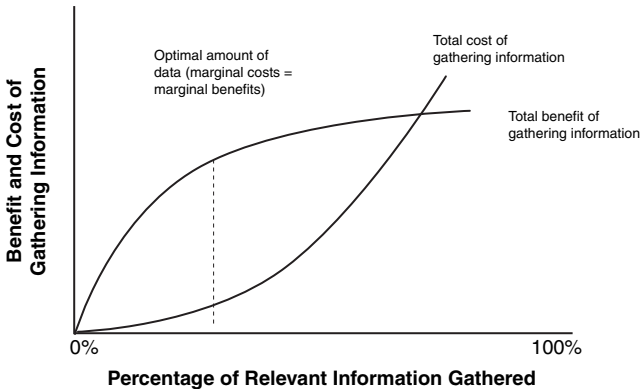 Total cost of
gathering information
Optimal amount of
data (marginal costs =
marginal benefits)
Total benefit of
gathering information
Benefit and Cost of
Gathering Information
0%
100%
Percentage of Relevant Information Gathered